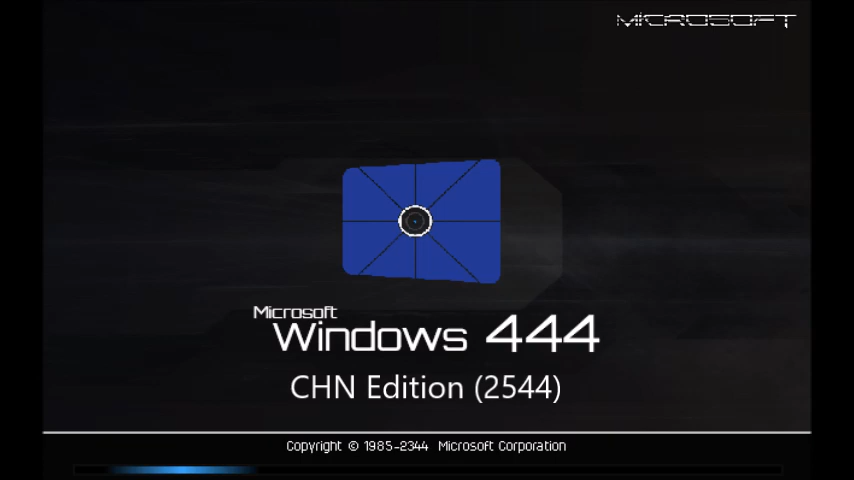 MICROSOFT
Microsoft
Windows 444
CHN Edition (2544)
Copyright © 1985-2344 Microsoft Corporation